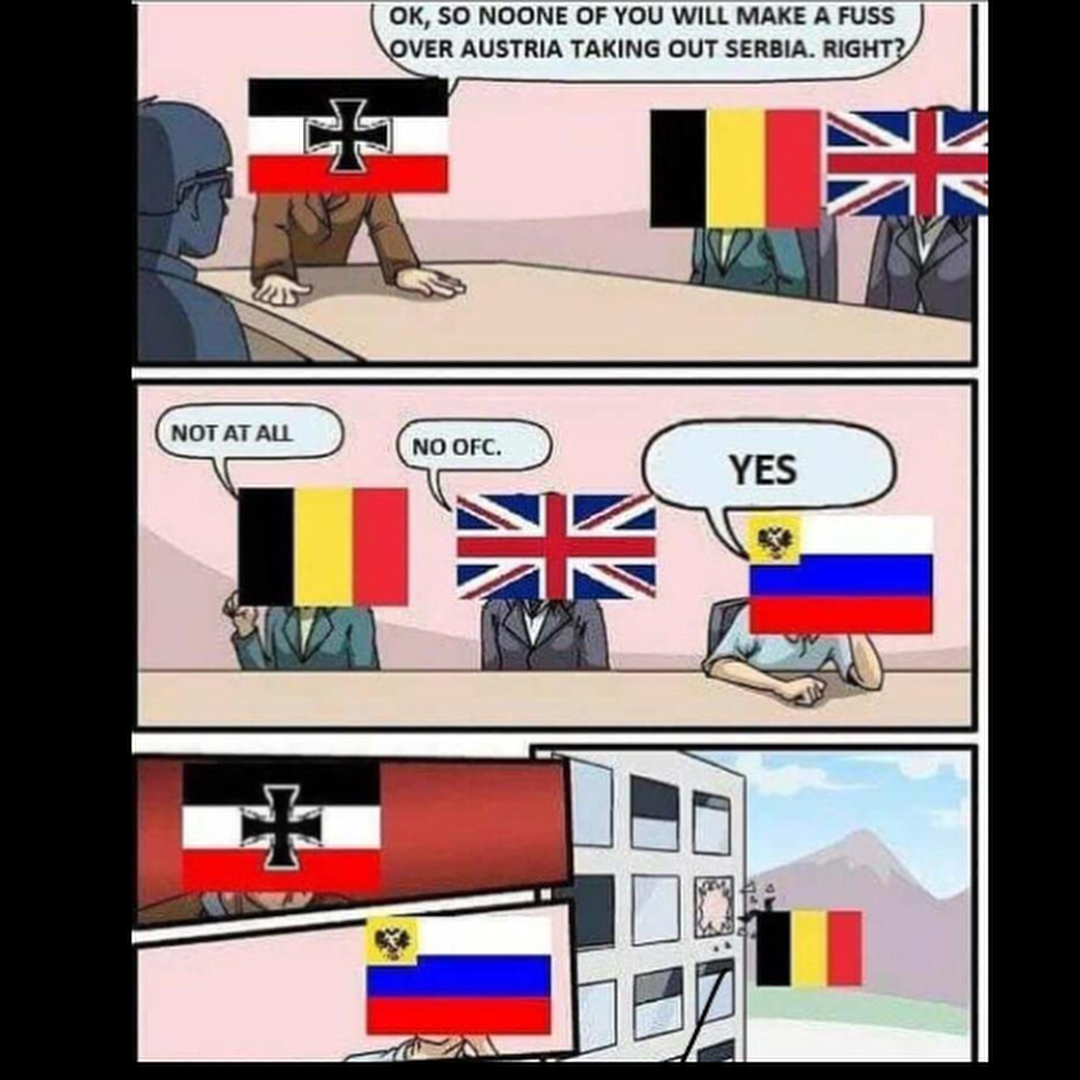 OK, SO NOONE OF YOU WILL MAKE A FUSS
OVER AUSTRIA TAKING OUT SERBIA. RIGHT?
NOT AT ALL
NO OFC.
YES